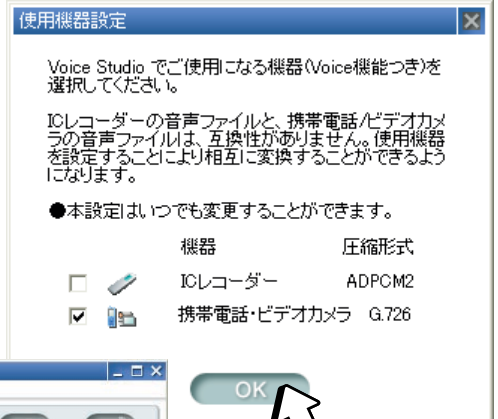 使用機器設定
Voice Studio でご使用になる機器(Voice機能つき)を
選択してください。
ICレコーダーの音声ファイルと、携帯電話/ビデオカメ
ラの音声ファイルは、互換性がありません。使用機器
を設定することにより相互に変換することができるよう
になります。
●本設定はいつでも変更することができます。
機器 圧縮形式
ICレコーダー ADPCM2
携帯電話・ビデオカメラ G.726
OK